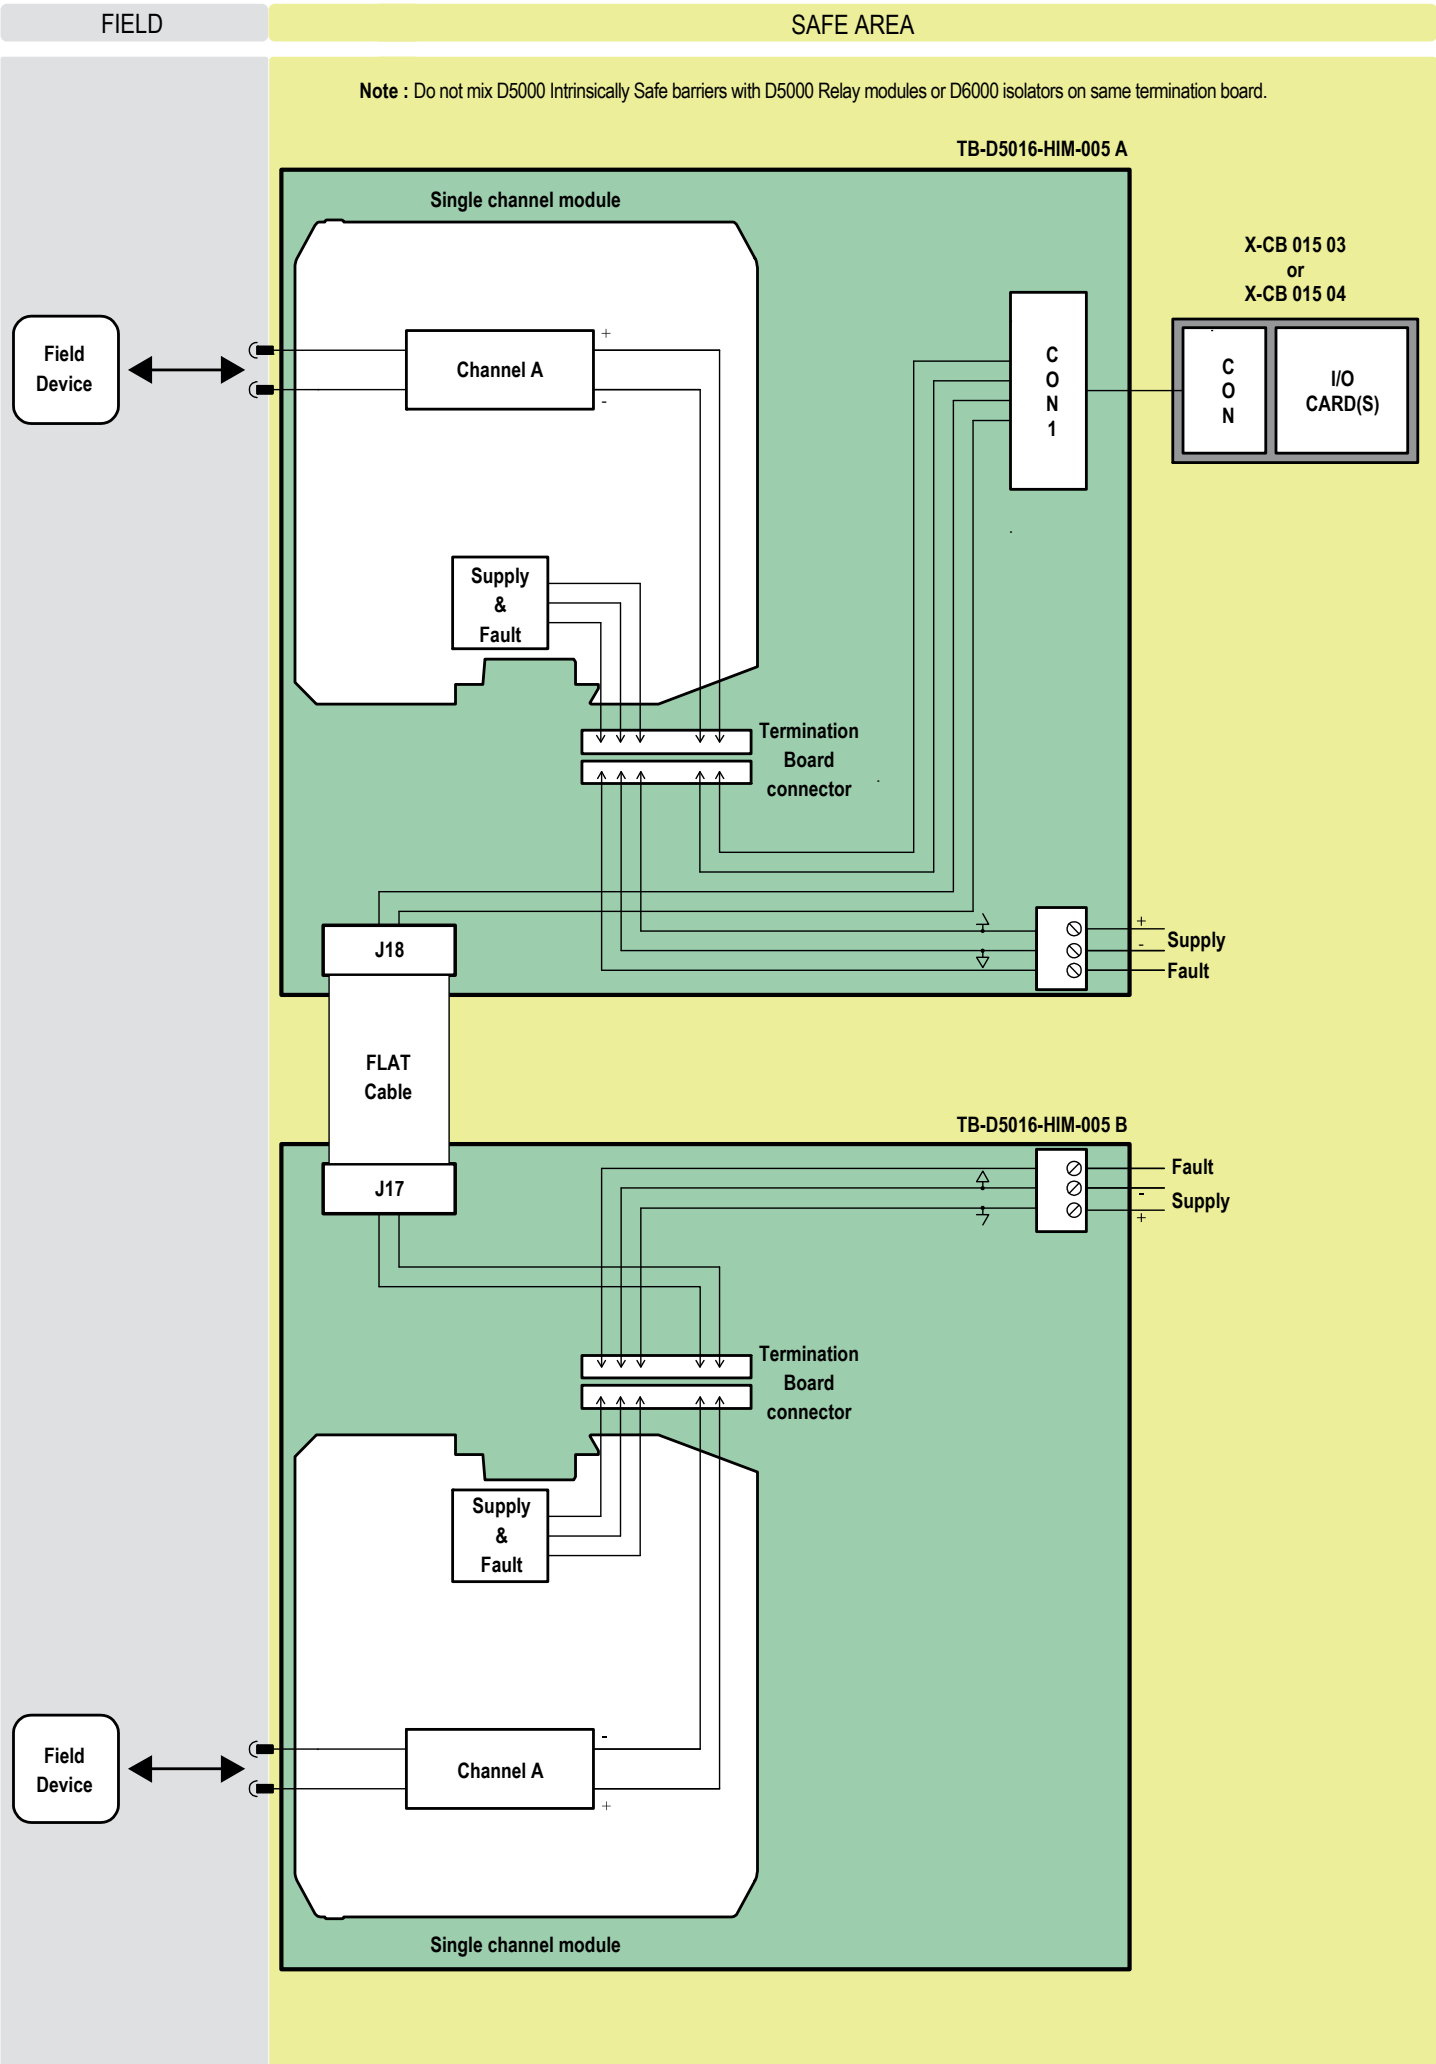 FIELD
SAFE AREA
Note : Do not mix D5000 Intrinsically Safe barriers with D5000 Relay modules or D6000 isolators on same termination board.
TB-D5016-HIM-005 A
Single channel module
X-CB 015 03
or
X-CB 015 04
Field
Device
Channel A
+
-
C
O
N
1
C
O
N
I/O
CARD(S)
Supply
&
Fault
Termination
Board
connector
J18
+
-
Supply
Fault
FLAT
Cable
TB-D5016-HIM-005 B
J17
Fault
-
Supply
+
Termination
Board
connector
Supply
&
Fault
Field
Device
Channel A
-
+
Single channel module